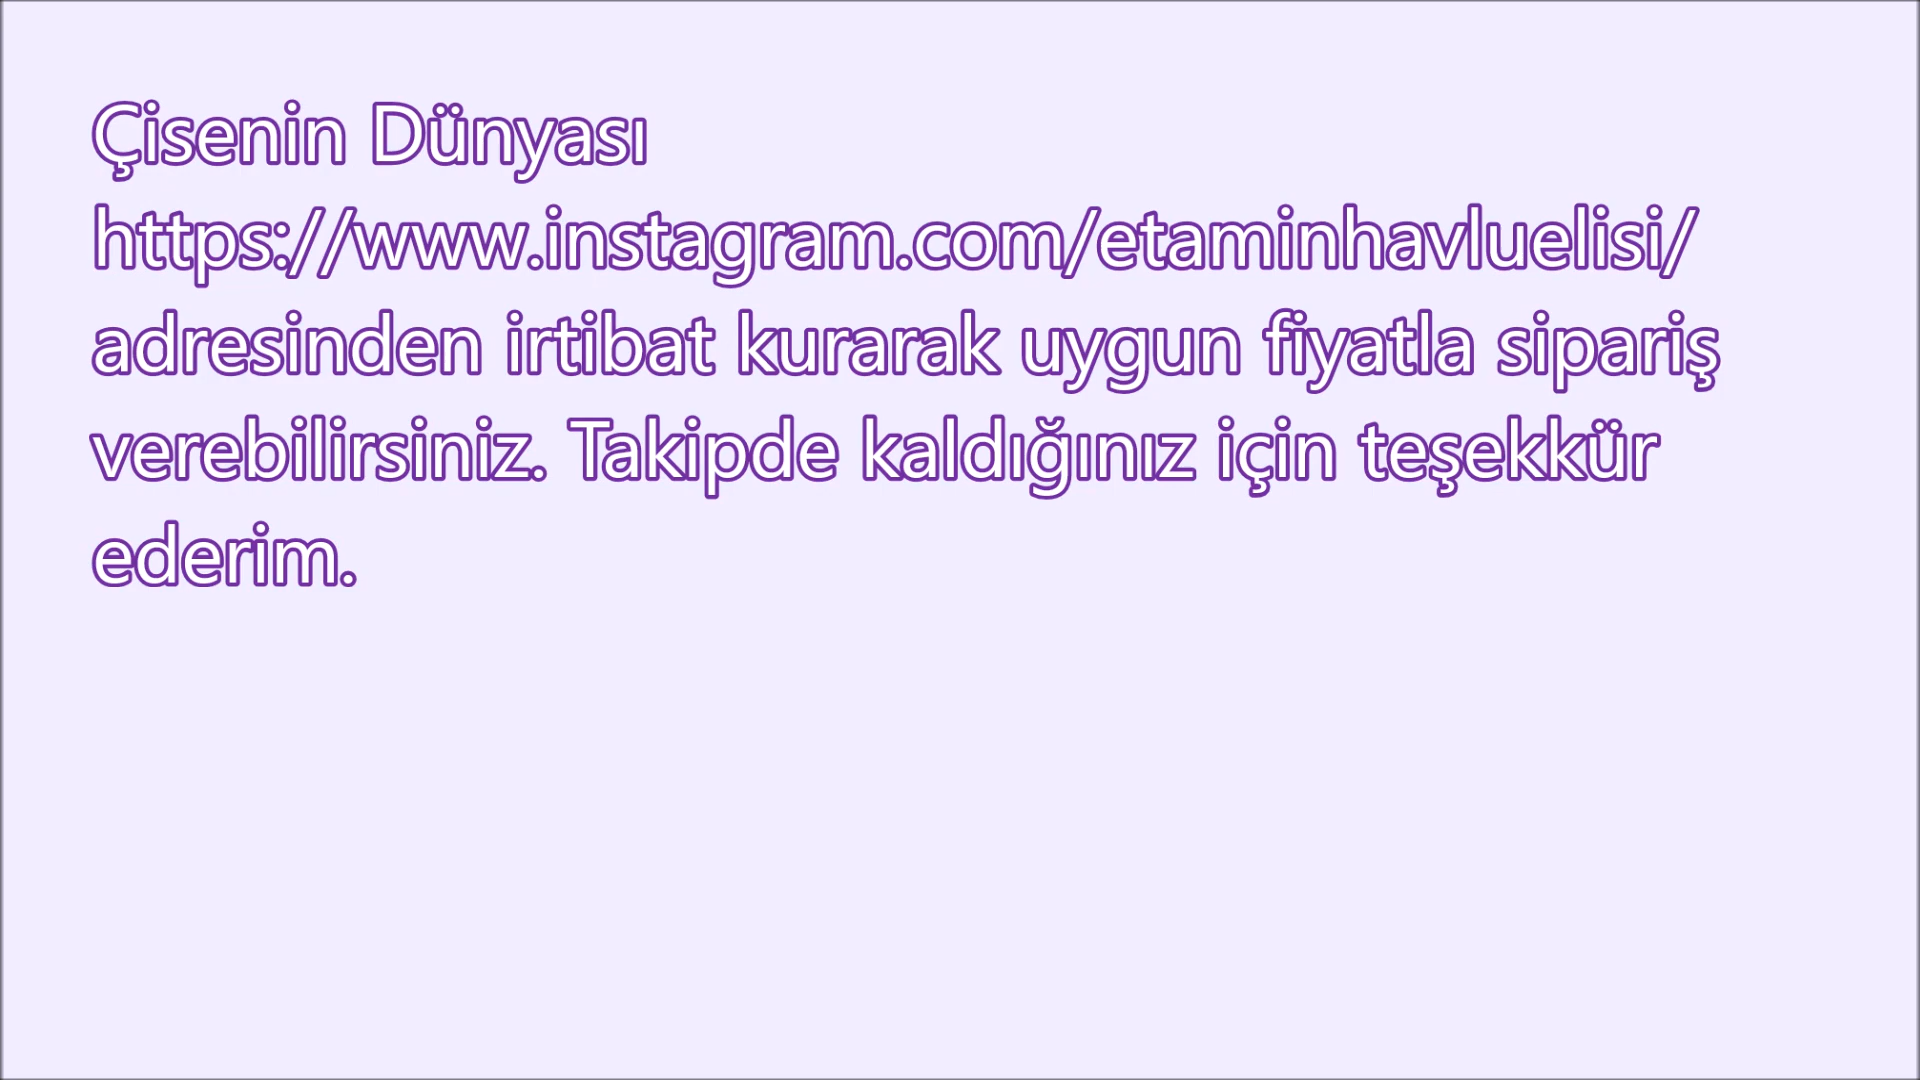 Çisenin Dünyası
https://www.instagram.com/etaminhavluelisi/
adresinden irtibat kurarak uygun fiyatla sipariş
verebilirsiniz. Takipde kaldığınız için teşekkür
ederim.